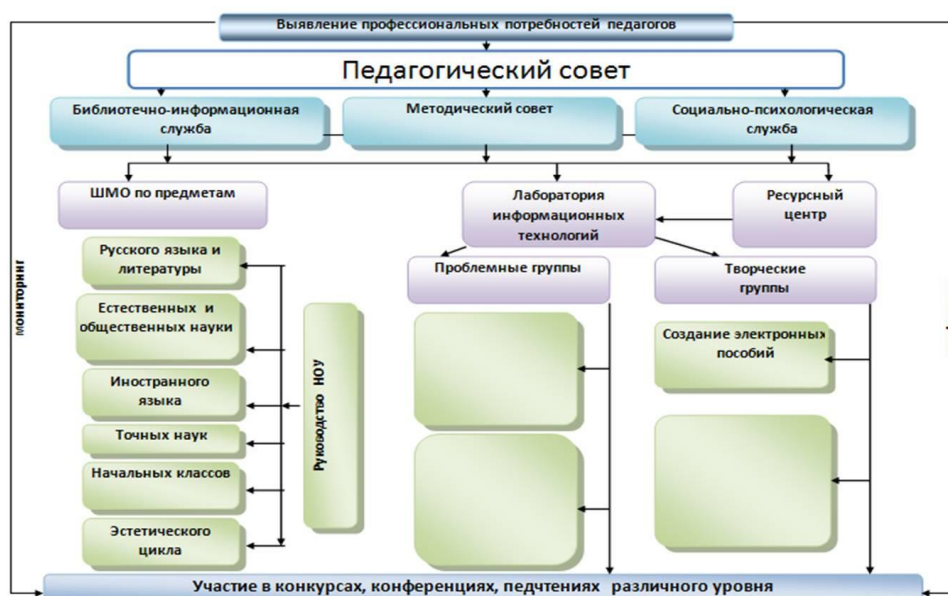 Выявление профессиональных потребностей педагогов
Педагогический совет
Библиотечно-информационная
служба
Методический совет
Социально-психологическая
служба
ШМО по предметам
Лаборатория
информационных
технологий
Ресурсный
центр
Русского языка и
литературы
Проблемные группы
Творческие
группы
мониторинг
Естественных и
общественных науки
Руководство НОУ
Создание электронных
пособий
Иностранного
языка
Точных наук
Начальных классов
Эстетического
цикла
Участие в конкурсах, конференциях, педчтениях различного уровня